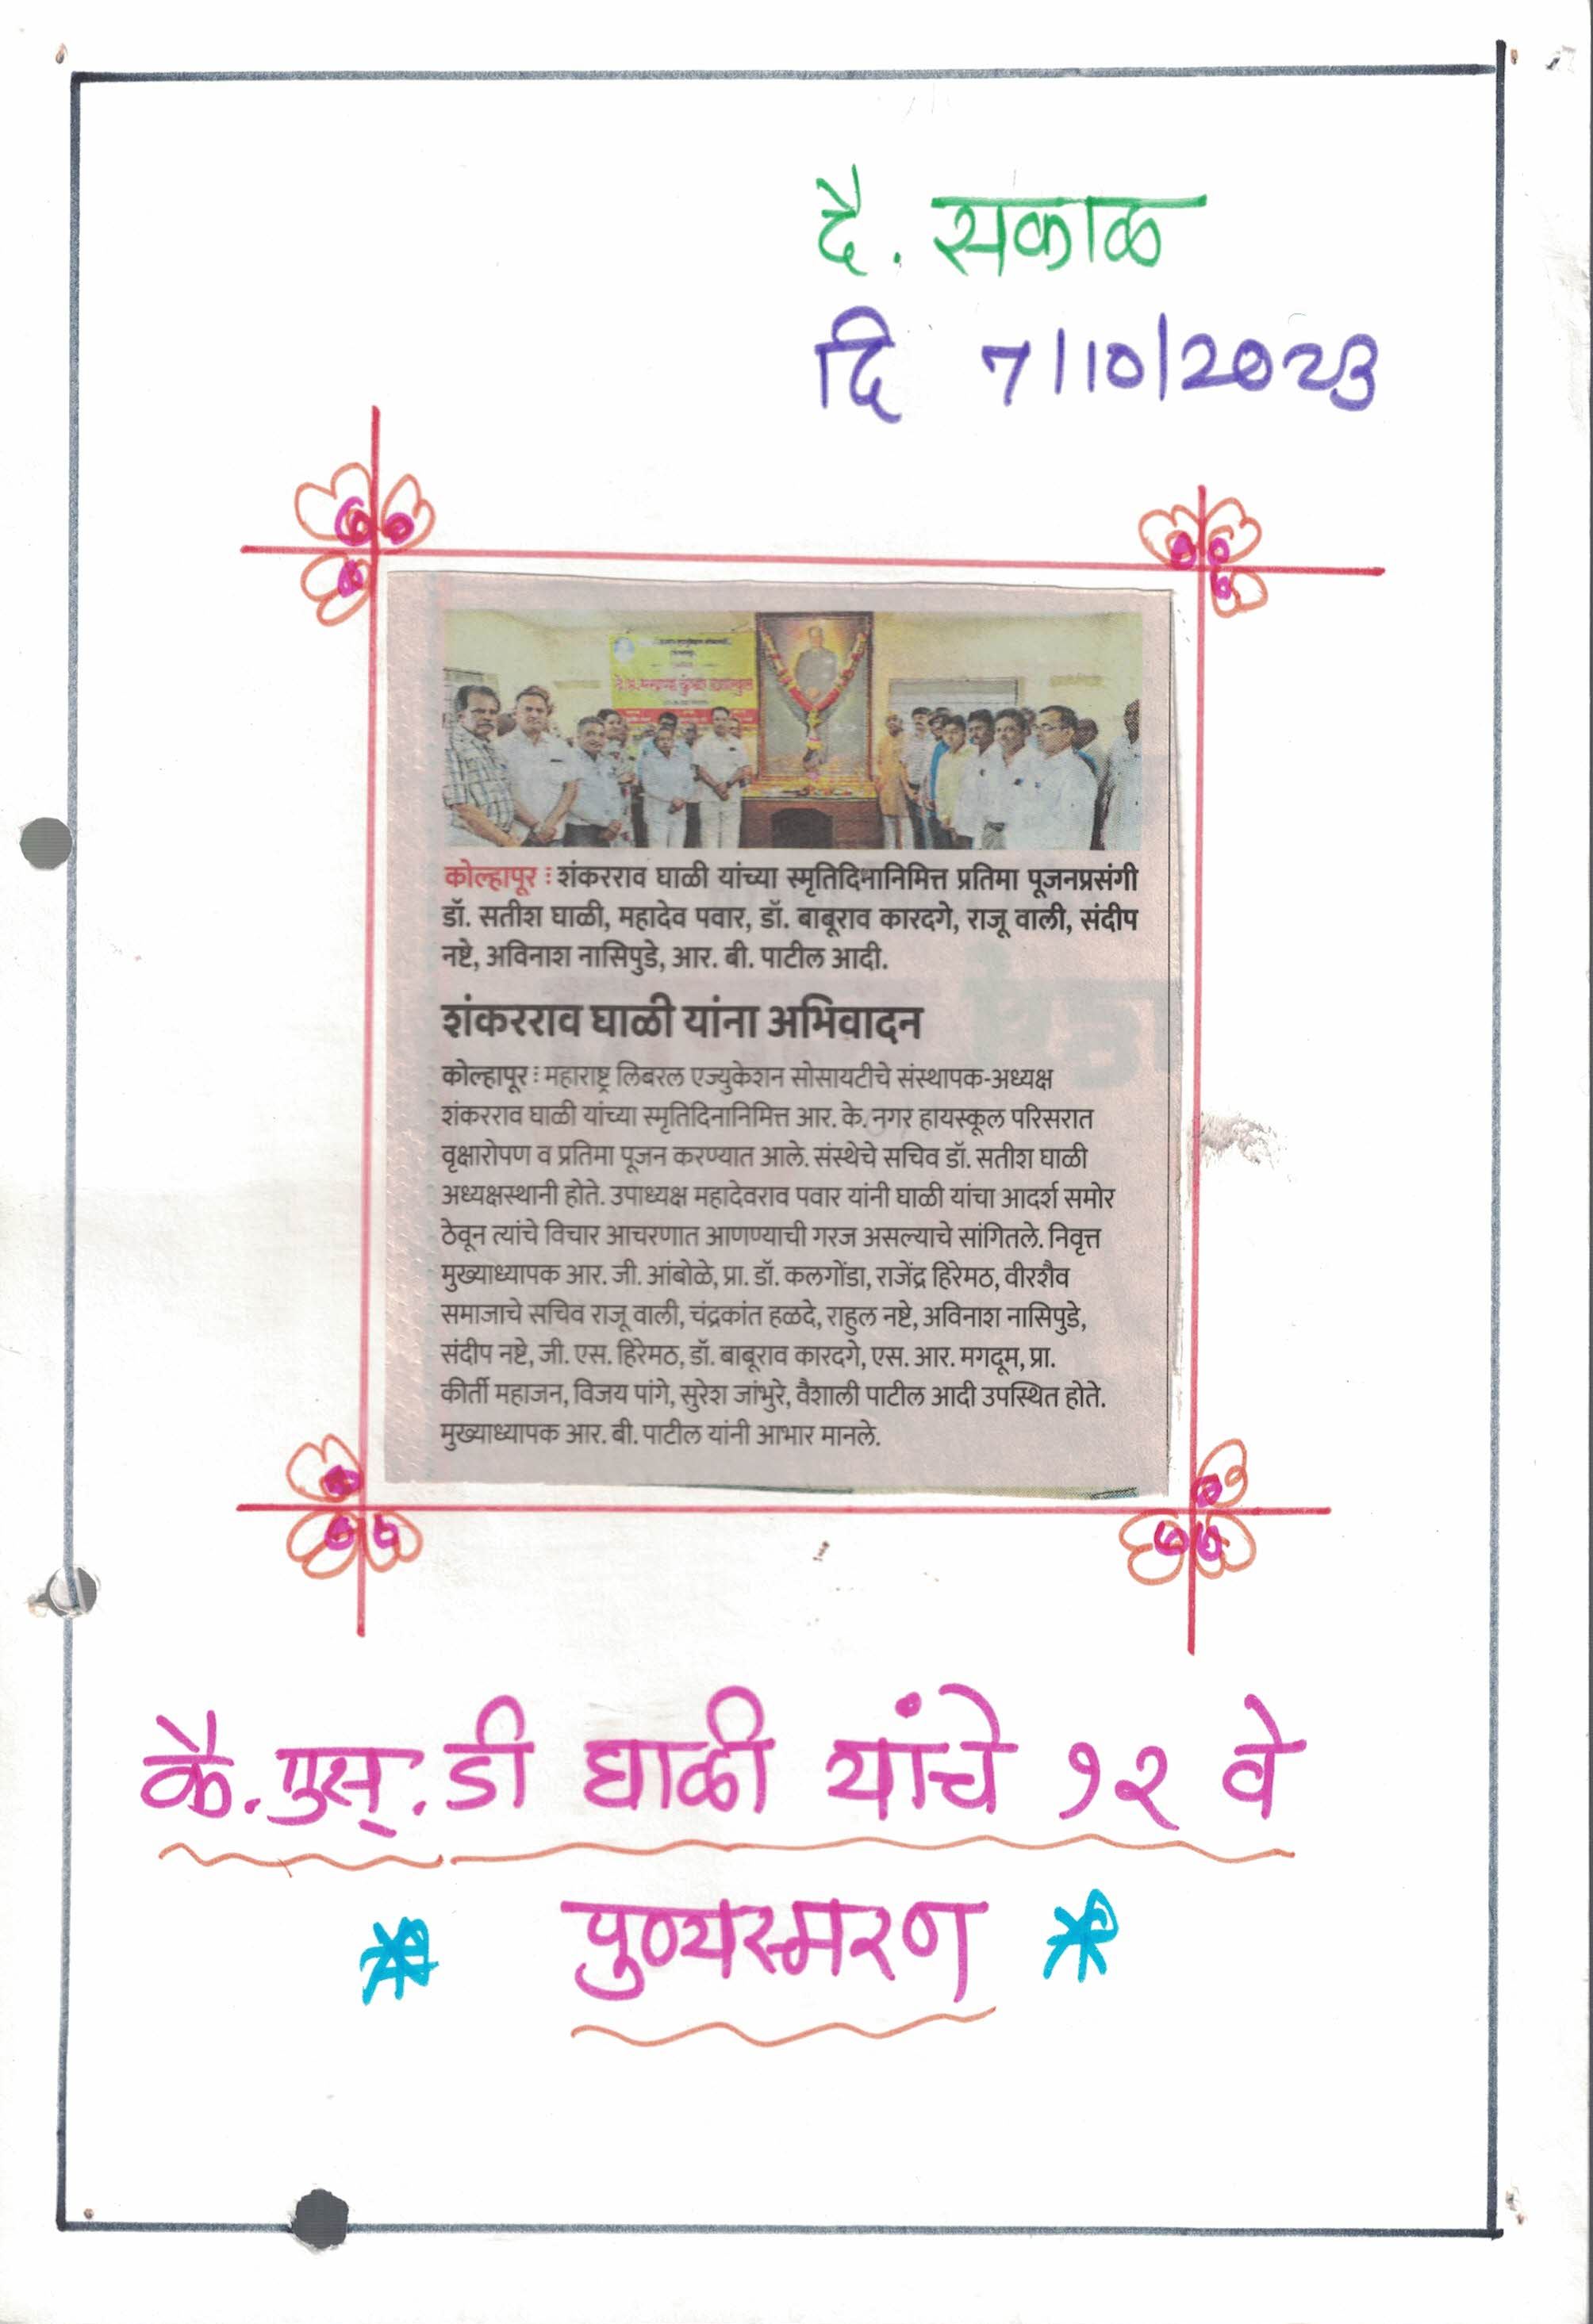 दै. सकाळ
दि 7/10/2023
कोल्हापूर : शंकरराव घाळी यांच्या स्मृतिदिनानिमित्त प्रतिमा पूजनप्रसंगी
डॉ. सतीश घाळी, महादेव पवार, डॉ. बाबूराव कारदगे, राजू वाली, संदीप
नष्टे, अविनाश नासिपुडे, आर. बी. पाटील आदी.
शंकरराव घाळी यांना अभिवादन
कोल्हापूर : महाराष्ट्र लिबरल एज्युकेशन सोसायटीचे संस्थापक-अध्यक्ष
शंकरराव घाळी यांच्या स्मृतिदिनानिमित्त आर. के. नगर हायस्कूल परिसरात
वृक्षारोपण व प्रतिमा पूजन करण्यात आले. संस्थेचे सचिव डॉ. सतीश घाळी
अध्यक्षस्थानी होते. उपाध्यक्ष महादेवराव पवार यांनी घाळी यांचा आदर्श समोर
ठेवून त्यांचे विचार आचरणात आणण्याची गरज असल्याचे सांगितले. निवृत्त
मुख्याध्यापक आर. जी. आंबोळे, प्रा. डॉ. कलगोंडा, राजेंद्र हिरेमठ, वीरशैव
समाजाचे सचिव राजू वाली, चंद्रकांत हळदे, राहुल नष्टे, अविनाश नासिपुडे,
संदीप नष्टे, जी. एस. हिरेमठ, डॉ. बाबूराव कारदगे, एस. आर. मगदूम, प्रा.
कीर्ती महाजन, विजय पांगे, सुरेश जांभुरे, वैशाली पाटील आदी उपस्थित होते.
मुख्याध्यापक आर. बी. पाटील यांनी आभार मानले.
कै. एस्. डी घाळी यांचे १२ वे
पुण्यस्मरण